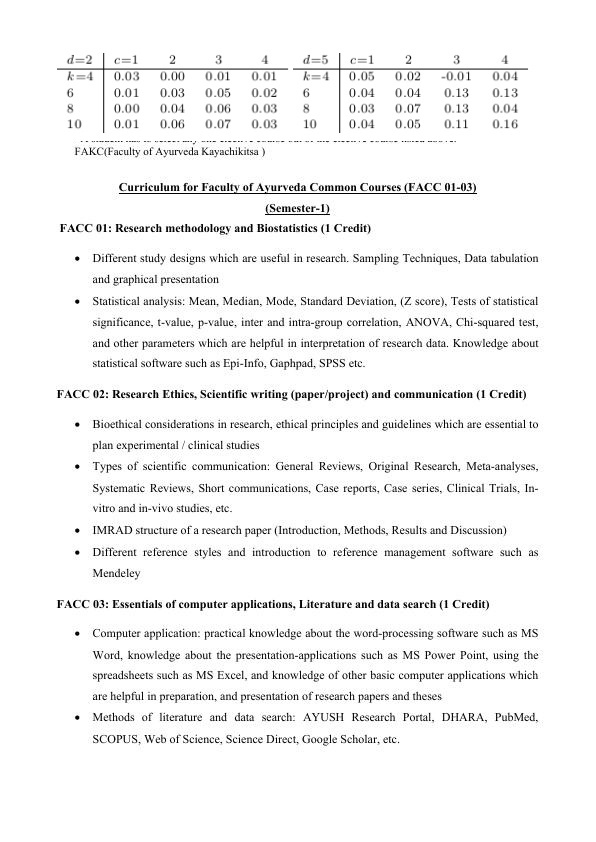 d=2 c=1 2 3 4 d=5 c=1 2 3 4
k=4 0.03 0.00 0.01 0.01 k=4 0.05 0.02 -0.01 0.04
6 0.01 0.03 0.05 0.02 6 0.04 0.04 0.13 0.13
8 0.00 0.04 0.06 0.03 8 0.03 0.07 0.13 0.04
10 0.01 0.06 0.07 0.03 10 0.04 0.05 0.11 0.16
FAKC(Faculty of Ayurveda Kayachikitsa )
Curriculum for Faculty of Ayurveda Common Courses (FACC 01-03)
(Semester-1)
FACC 01: Research methodology and Biostatistics (1 Credit)
• Different study designs which are useful in research. Sampling Techniques, Data tabulation
and graphical presentation
• Statistical analysis: Mean, Median, Mode, Standard Deviation, (Z score), Tests of statistical
significance, t-value, p-value, inter and intra-group correlation, ANOVA, Chi-squared test,
and other parameters which are helpful in interpretation of research data. Knowledge about
statistical software such as Epi-Info, Gaphpad, SPSS etc.
FACC 02: Research Ethics, Scientific writing (paper/project) and communication (1 Credit)
• Bioethical considerations in research, ethical principles and guidelines which are essential to
plan experimental / clinical studies
• Types of scientific communication: General Reviews, Original Research, Meta-analyses,
Systematic Reviews, Short communications, Case reports, Case series, Clinical Trials, In-
vitro and in-vivo studies, etc.
• IMRAD structure of a research paper (Introduction, Methods, Results and Discussion)
• Different reference styles and introduction to reference management software such as
Mendeley
FACC 03: Essentials of computer applications, Literature and data search (1 Credit)
• Computer application: practical knowledge about the word-processing software such as MS
Word, knowledge about the presentation-applications such as MS Power Point, using the
spreadsheets such as MS Excel, and knowledge of other basic computer applications which
are helpful in preparation, and presentation of research papers and theses
• Methods of literature and data search: AYUSH Research Portal, DHARA, PubMed,
SCOPUS, Web of Science, Science Direct, Google Scholar, etc.